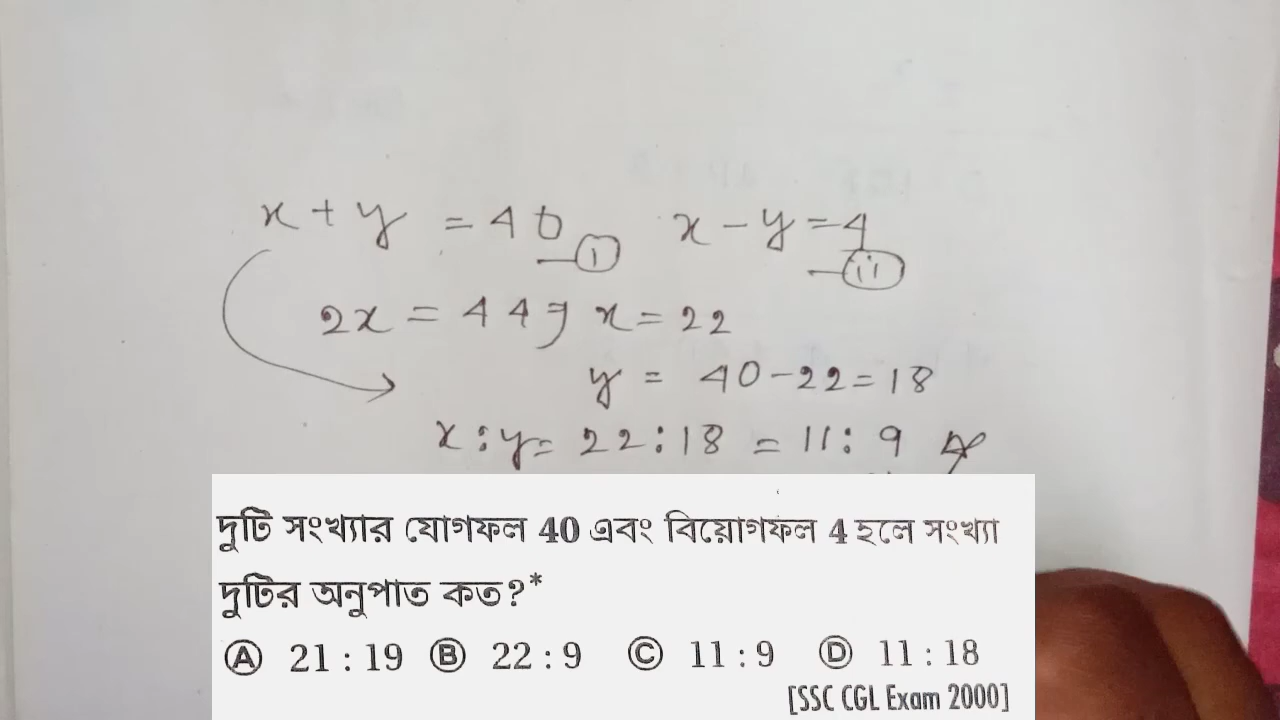 x + y = 40 —(i) x - y = 4 —(ii)
2x = 44, x = 22
y = 40 - 22 = 18
x : y = 22 : 18 = 11 : 9
দুটি সংখ্যার যোগফল 40 এবং বিয়োগফল 4 হলে সংখ্যা
দুটির অনুপাত কত?*
Ⓐ 21 : 19 Ⓑ 22 : 9 Ⓒ 11 : 9 Ⓓ 11 : 18
[SSC CGL Exam 2000]